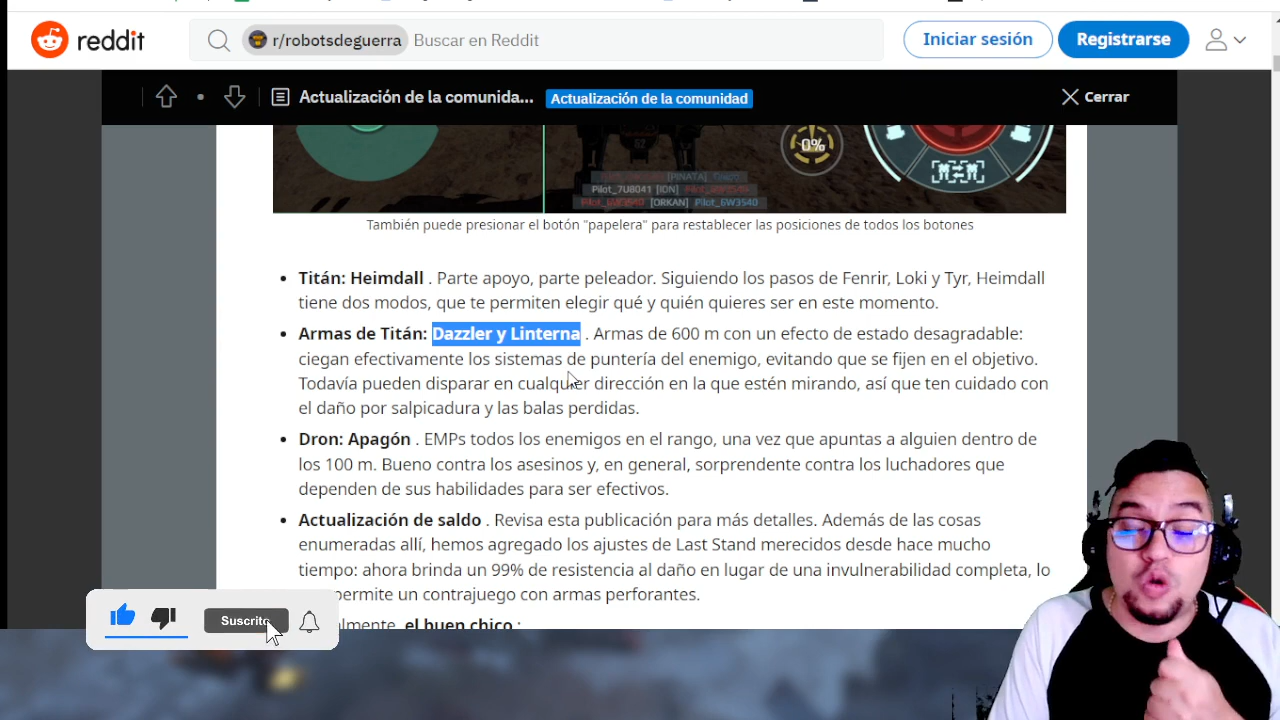 reddit
r/robotsdeguerra Buscar en Reddit
Iniciar sesión
Registrarse
Actualización de la comunida...
Actualización de la comunidad
Cerrar
0%
[PINATA]
Pilot_7U8041 [ION]
[ORKAN] Pilot_6W3S40
También puede presionar el botón "papelera" para restablecer las posiciones de todos los botones
• Titán: Heimdall . Parte apoyo, parte peleador. Siguiendo los pasos de Fenrir, Loki y Tyr, Heimdall
tiene dos modos, que te permiten elegir qué y quién quieres ser en este momento.
• Armas de Titán: Dazzler y Linterna . Armas de 600 m con un efecto de estado desagradable:
ciegan efectivamente los sistemas de puntería del enemigo, evitando que se fijen en el objetivo.
Todavía pueden disparar en cualquier dirección en la que estén mirando, así que ten cuidado con
el daño por salpicadura y las balas perdidas.
• Dron: Apagón . EMPs todos los enemigos en el rango, una vez que apuntas a alguien dentro de
los 100 m. Bueno contra los asesinos y, en general, sorprendente contra los luchadores que
dependen de sus habilidades para ser efectivos.
• Actualización de saldo . Revisa esta publicación para más detalles. Además de las cosas
enumeradas allí, hemos agregado los ajustes de Last Stand merecidos desde hace mucho
tiempo: ahora brinda un 99% de resistencia al daño en lugar de una invulnerabilidad completa, lo
permite un contrajuego con armas perforantes.
el buen chico :
Suscrito